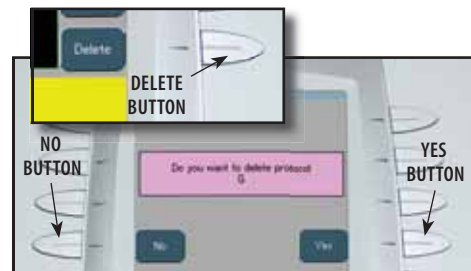 Delete
DELETE
BUTTON
NO
BUTTON
YES
BUTTON
Do you want to delete protocol
G
No
Yes